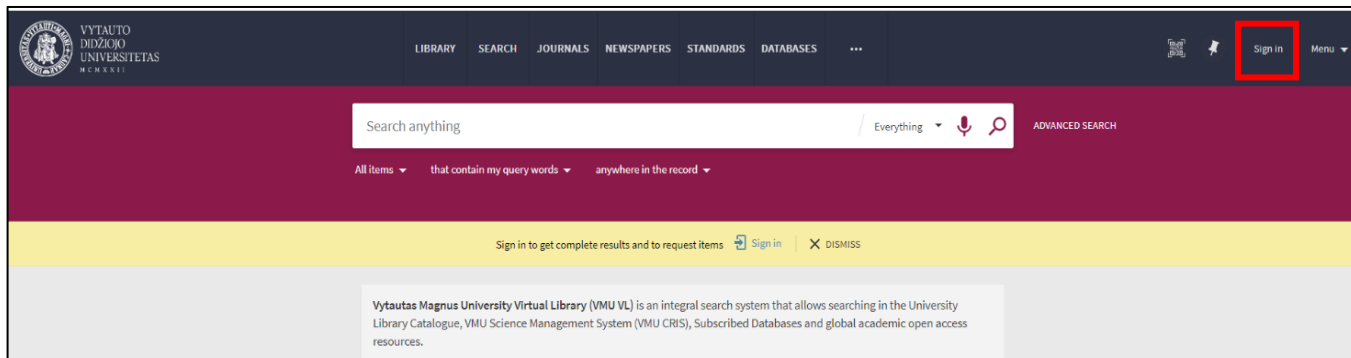 VYTAUTO
DIDŽIOJO
UNIVERSITETAS
MCMXXII
LIBRARY SEARCH JOURNALS NEWSPAPERS STANDARDS DATABASES ...
Sign in Menu
Search anything Everything ADVANCED SEARCH
All items that contain my query words anywhere in the record
Sign in to get complete results and to request items Sign in DISMISS
Vytautas Magnus University Virtual Library (VMU VL) is an integral search system that allows searching in the University
Library Catalogue, VMU Science Management System (VMU CRIS), Subscribed Databases and global academic open access
resources.